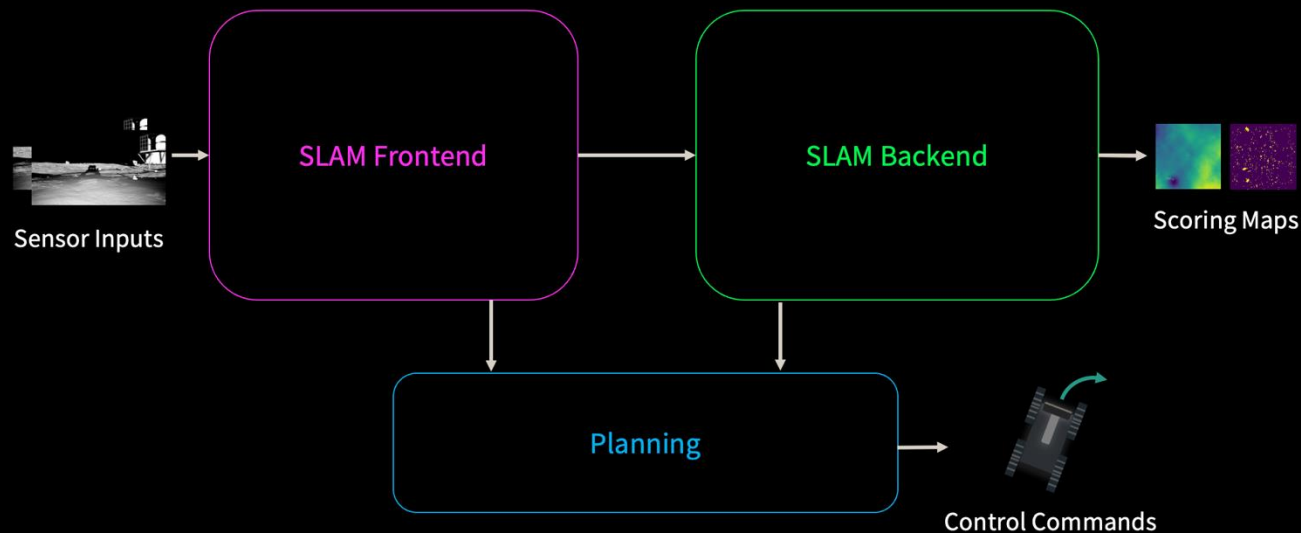 SLAM Frontend
SLAM Backend
Sensor Inputs
Scoring Maps
Planning
Control Commands